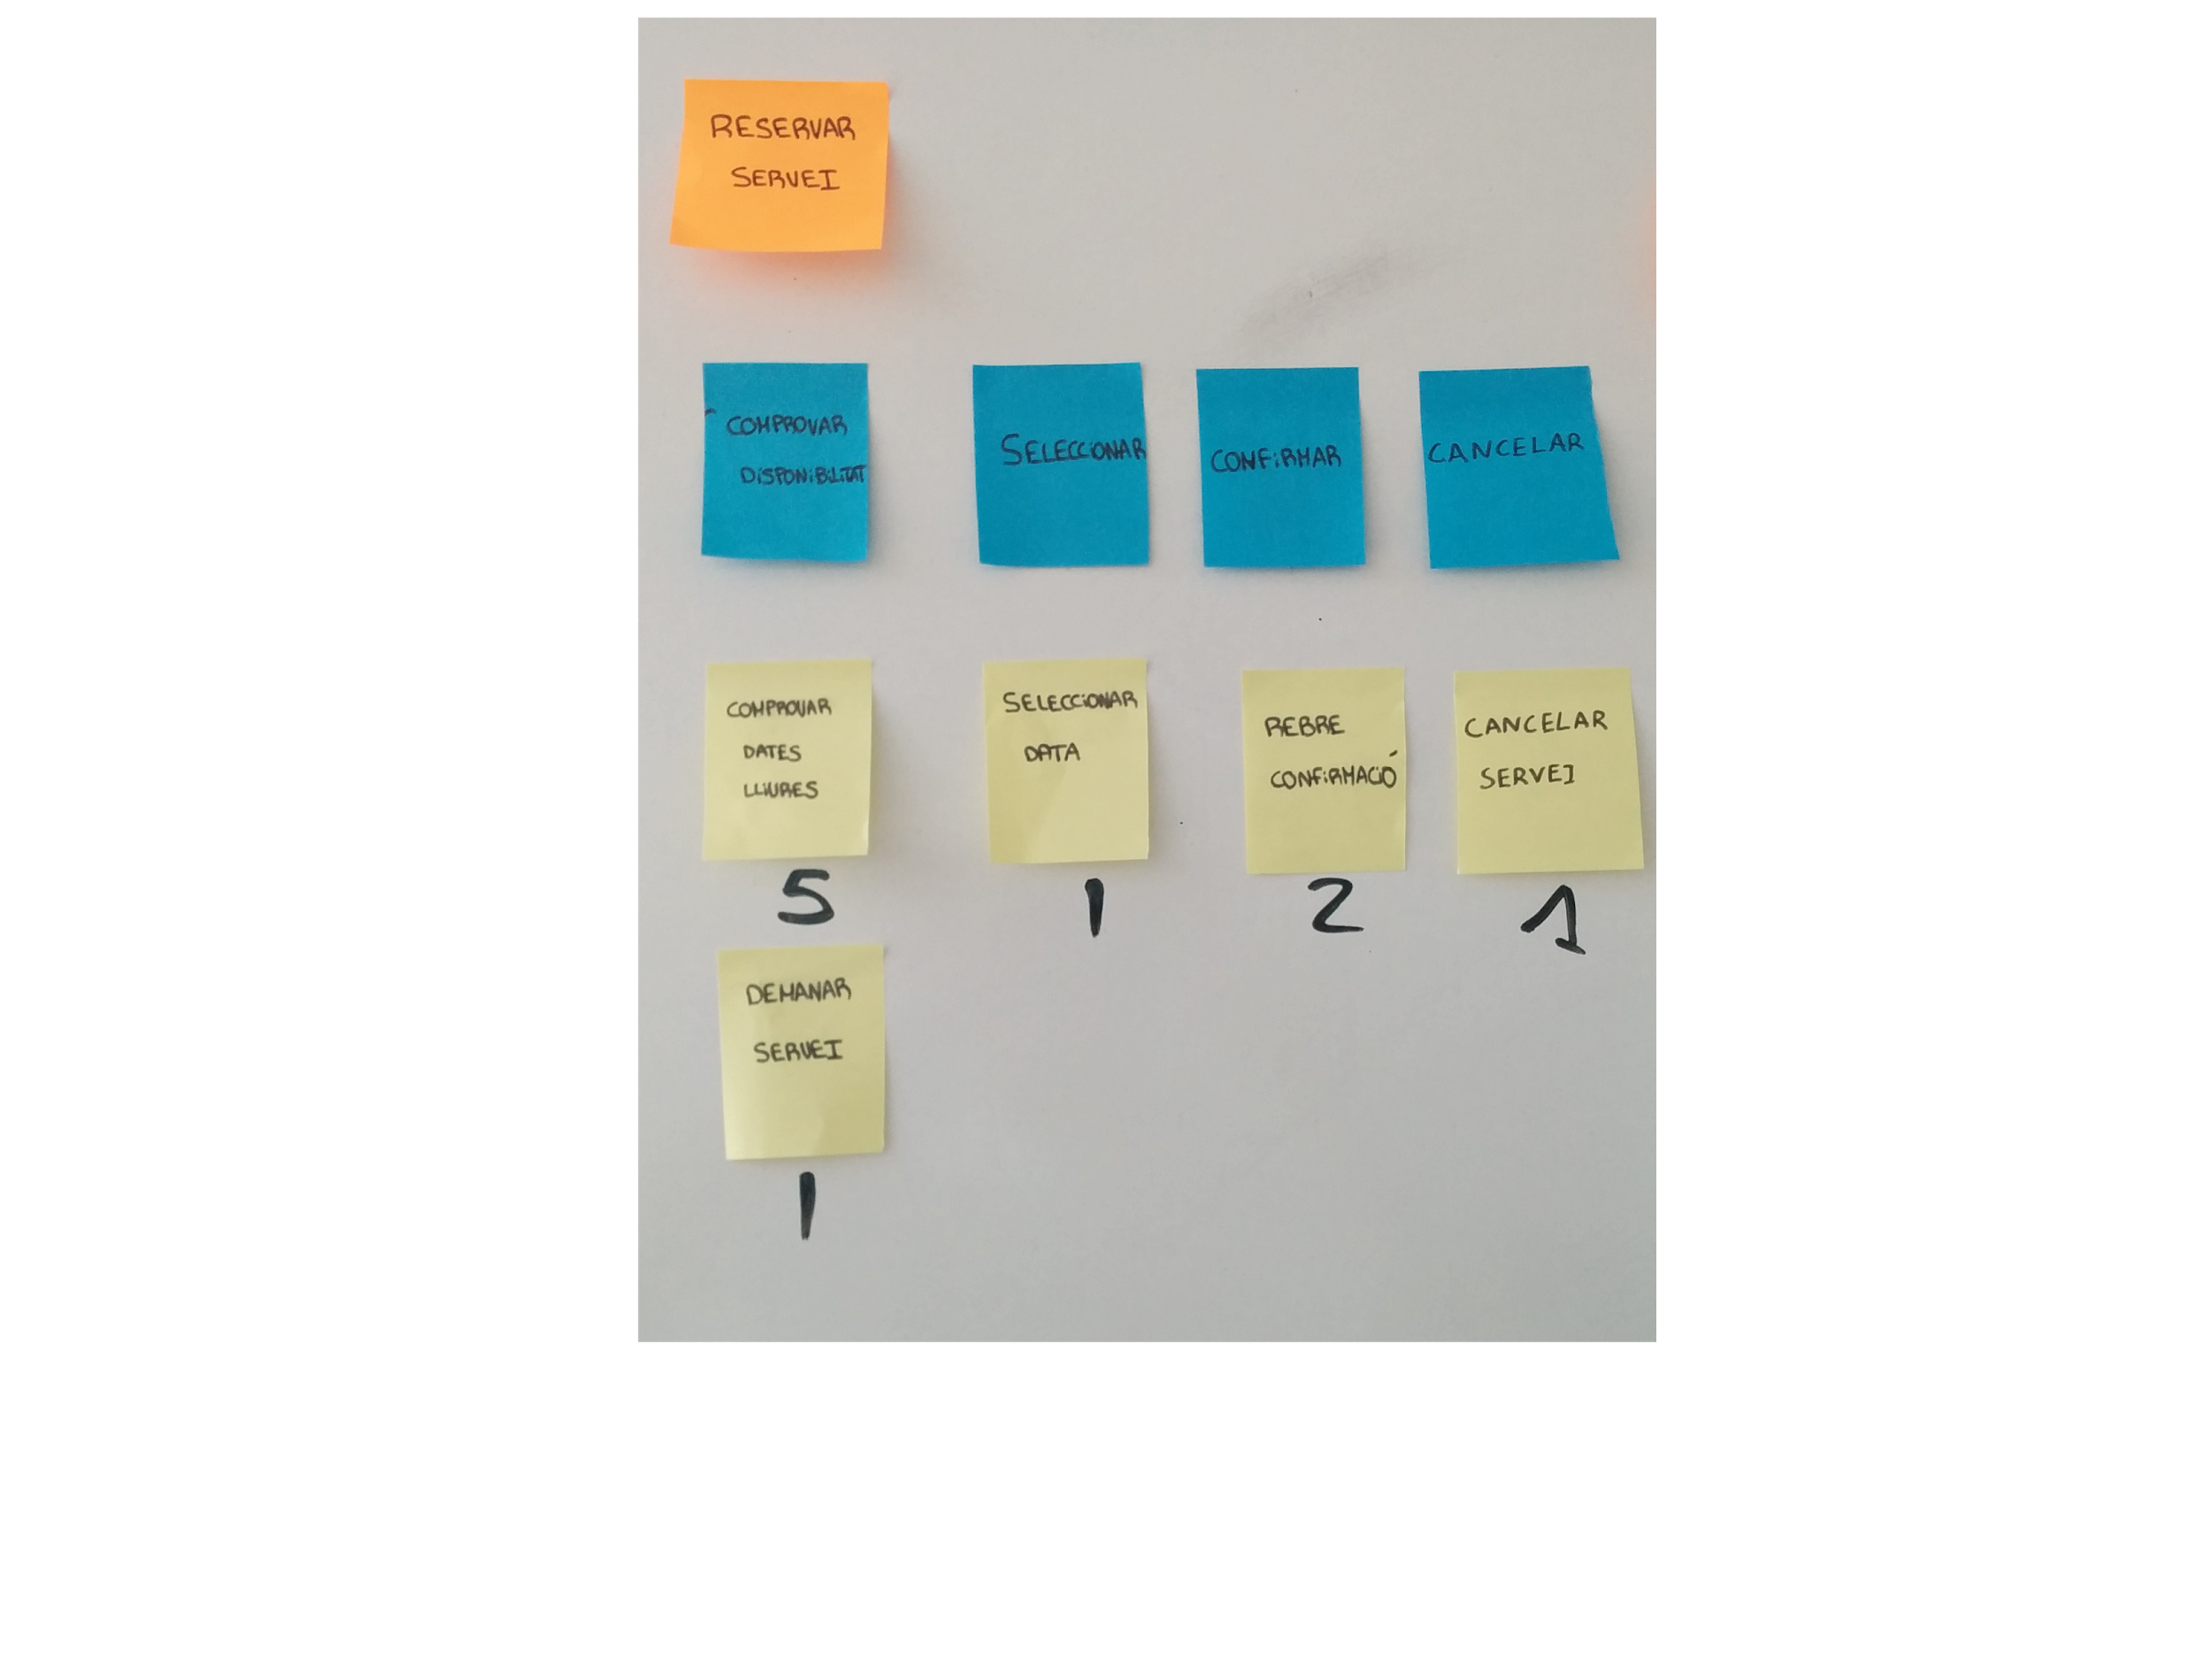 RESERVAR
SERVEI
COMPROVAR
DISPONiBiLiTAT
SELECCiONAR
CONFiRMAR
CANCELAR
COMPROVAR
DATES
LLiURES
5
SELECCiONAR
DATA
1
REBRE
CONFiRMACiÓ
2
CANCELAR
SERVEI
1
DEMANAR
SERVEI
1